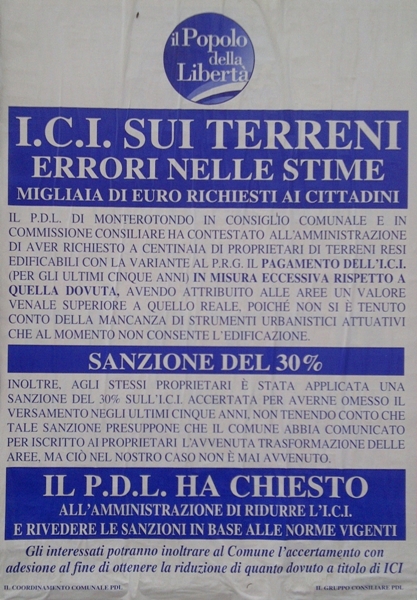 il Popolo
della
Libertà
I.C.I. SUI TERRENI
ERRORI NELLE STIME
MIGLIAIA DI EURO RICHIESTI AI CITTADINI
IL P.D.L. DI MONTEROTONDO IN CONSIGLIO COMUNALE E IN
COMMISSIONE CONSILIARE HA CONTESTATO ALL'AMMINISTRAZIONE
DI AVER RICHIESTO A CENTINAIA DI PROPRIETARI DI TERRENI RESI
EDIFICABILI CON LA VARIANTE AL P.R.G. IL PAGAMENTO DELL'I.C.I.
(PER GLI ULTIMI CINQUE ANNI) IN MISURA ECCESSIVA RISPETTO A
QUELLA DOVUTA, AVENDO ATTRIBUITO ALLE AREE UN VALORE
VENALE SUPERIORE A QUELLO REALE, POICHÉ NON SI È TENUTO
CONTO DELLA MANCANZA DI STRUMENTI URBANISTICI ATTUATIVI
CHE AL MOMENTO NON CONSENTE L'EDIFICAZIONE.
SANZIONE DEL 30%
INOLTRE, AGLI STESSI PROPRIETARI È STATA APPLICATA UNA
SANZIONE DEL 30% SULL'I.C.I. ACCERTATA PER AVERNE OMESSO IL
VERSAMENTO NEGLI ULTIMI CINQUE ANNI, NON TENENDO CONTO CHE
TALE SANZIONE PRESUPPONE CHE IL COMUNE ABBIA COMUNICATO
PER ISCRITTO AI PROPRIETARI L'AVVENUTA TRASFORMAZIONE DELLE
AREE, MA CIÒ NEL NOSTRO CASO NON È MAI AVVENUTO.
IL P.D.L. HA CHIESTO
ALL'AMMINISTRAZIONE DI RIDURRE L'I.C.I.
E RIVEDERE LE SANZIONI IN BASE ALLE NORME VIGENTI
Gli interessati potranno inoltrare al Comune l'accertamento con
adesione al fine di ottenere la riduzione di quanto dovuto a titolo di ICI
IL COORDINAMENTO COMUNALE PDL
IL GRUPPO CONSILIARE PDL